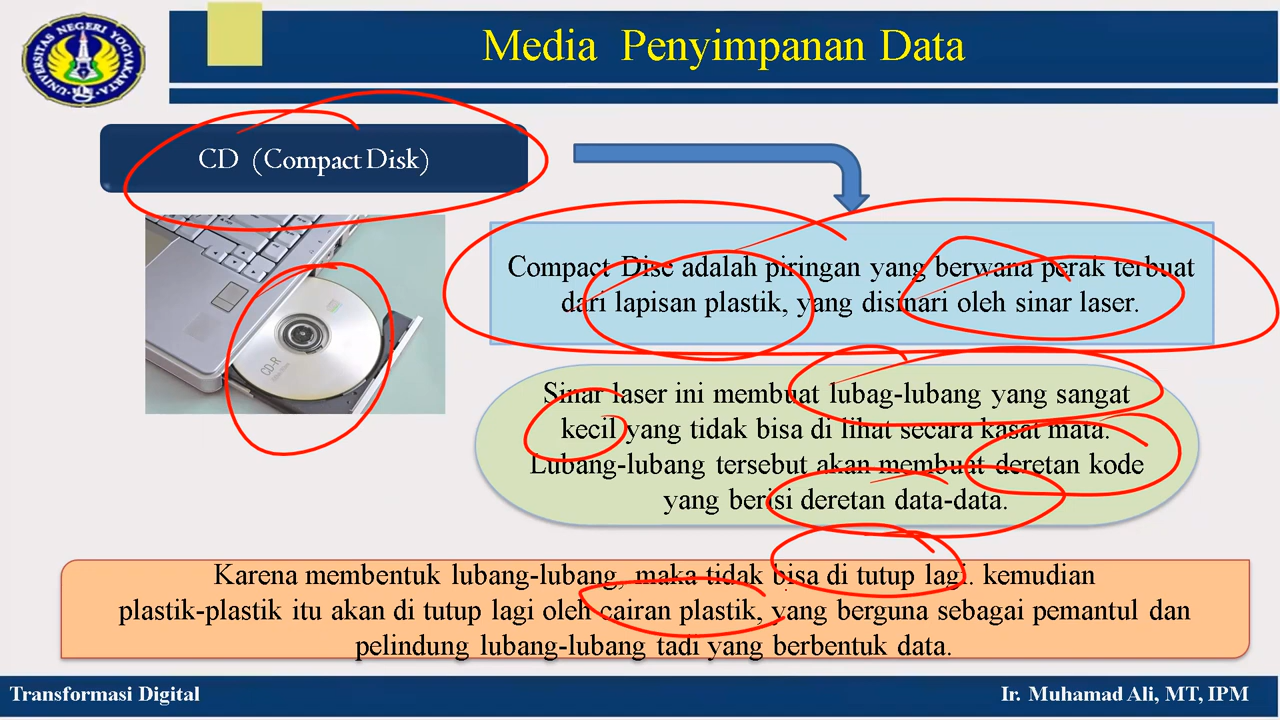 UNIVERSITAS NEGERI YOGYAKARTA
Media Penyimpanan Data
CD (Compact Disk)
CD-R
Compact Disc adalah piringan yang berwana perak terbuat
dari lapisan plastik, yang disinari oleh sinar laser.
Sinar laser ini membuat lubag-lubang yang sangat
kecil yang tidak bisa di lihat secara kasat mata.
Lubang-lubang tersebut akan membuat deretan kode
yang berisi deretan data-data.
Karena membentuk lubang-lubang, maka tidak bisa di tutup lagi. kemudian
plastik-plastik itu akan di tutup lagi oleh cairan plastik, yang berguna sebagai pemantul dan
pelindung lubang-lubang tadi yang berbentuk data.
Transformasi Digital
Ir. Muhamad Ali, MT, IPM